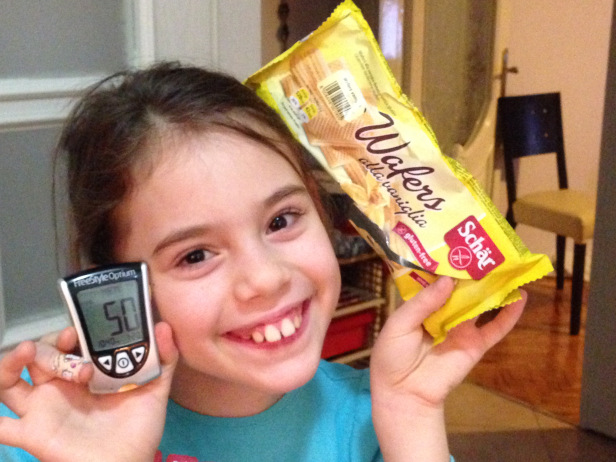 FreeStyle Optium
50
Wafers
alla vaniglia
gluten-free
Schär